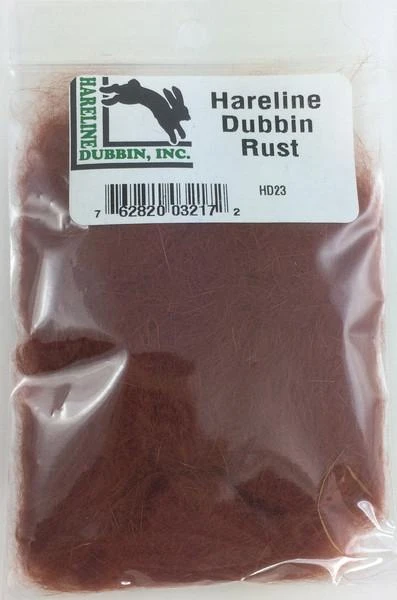 HARELINE
DUBBIN, INC.
Hareline
Dubbin
Rust
HD23
7 62820 03217 2